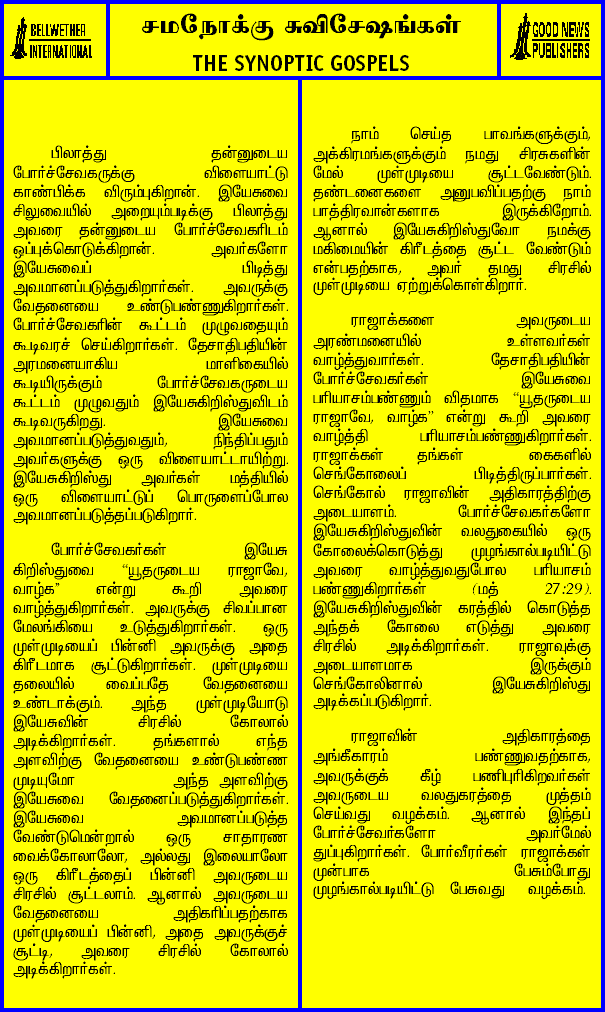 BELLWETHER
INTERNATIONAL
சமநோக்கு சுவிசேஷங்கள்
THE SYNOPTIC GOSPELS
GOOD NEWS
PUBLISHERS
பிலாத்து தன்னுடைய
போர்ச்சேவகருக்கு விளையாட்டு
காண்பிக்க விரும்புகிறான். இயேசுவை
சிலுவையில் அறையும்படிக்கு பிலாத்து
அவரை தன்னுடைய போர்ச்சேவகரிடம்
ஒப்புக்கொடுக்கிறான். அவர்களோ
இயேசுவைப் பிடித்து
அவமானப்படுத்துகிறார்கள். அவருக்கு
வேதனையை உண்டுபண்ணுகிறார்கள்.
போர்ச்சேவகரின் கூட்டம் முழுவதையும்
கூடிவரச் செய்கிறார்கள். தேசாதிபதியின்
அரமனையாகிய மாளிகையில்
கூடியிருக்கும் போர்ச்சேவகருடைய
கூட்டம் முழுவதும் இயேசுகிறிஸ்துவிடம்
கூடிவருகிறது. இயேசுவை
அவமானப்படுத்துவதும், நிந்திப்பதும்
அவர்களுக்கு ஒரு விளையாட்டாயிற்று.
இயேசுகிறிஸ்து அவர்கள் மத்தியில்
ஒரு விளையாட்டுப் பொருளைப்போல
அவமானப்படுத்தப்படுகிறார்.
போர்ச்சேவகர்கள் இயேசு
கிறிஸ்துவை “யூதருடைய ராஜாவே,
வாழ்க” என்று கூறி அவரை
வாழ்த்துகிறார்கள். அவருக்கு சிவப்பான
மேலங்கியை உடுத்துகிறார்கள். ஒரு
முள்முடியைப் பின்னி அவருக்கு அதை
கிரீடமாக சூட்டுகிறார்கள். முள்முடியை
தலையில் வைப்பதே வேதனையை
உண்டாக்கும். அந்த முள்முடியோடு
இயேசுவின் சிரசில் கோலால்
அடிக்கிறார்கள். தங்களால் எந்த
அளவிற்கு வேதனையை உண்டுபண்ண
முடியுமோ அந்த அளவிற்கு
இயேசுவை வேதனைப்படுத்துகிறார்கள்.
இயேசுவை அவமானப்படுத்த
வேண்டுமென்றால் ஒரு சாதாரண
வைக்கோலாலோ, அல்லது இலையாலோ
ஒரு கிரீடத்தைப் பின்னி அவருடைய
சிரசில் சூட்டலாம். ஆனால் அவருடைய
வேதனையை அதிகரிப்பதற்காக
முள்முடியைப் பின்னி, அதை அவருக்குச்
சூட்டி, அவரை சிரசில் கோலால்
அடிக்கிறார்கள்.
நாம் செய்த பாவங்களுக்கும்,
அக்கிரமங்களுக்கும் நமது சிரசுகளின்
மேல் முள்முடியை சூட்டவேண்டும்.
தண்டனைகளை அனுபவிப்பதற்கு நாம்
பாத்திரவான்களாக இருக்கிறோம்.
ஆனால் இயேசுகிறிஸ்துவோ நமக்கு
மகிமையின் கிரீடத்தை சூட்ட வேண்டும்
என்பதற்காக, அவர் தமது சிரசில்
முள்முடியை ஏற்றுக்கொள்கிறார்.
ராஜாக்களை அவருடைய
அரண்மனையில் உள்ளவர்கள்
வாழ்த்துவார்கள். தேசாதிபதியின்
போர்ச்சேவகர்கள் இயேசுவை
பரியாசம்பண்ணும் விதமாக “யூதருடைய
ராஜாவே, வாழ்க” என்று கூறி அவரை
வாழ்த்தி பரியாசம்பண்ணுகிறார்கள்.
ராஜாக்கள் தங்கள் கைகளில்
செங்கோலைப் பிடித்திருப்பார்கள்.
செங்கோல் ராஜாவின் அதிகாரத்திற்கு
அடையாளம். போர்ச்சேவகர்களோ
இயேசுகிறிஸ்துவின் வலதுகையில் ஒரு
கோலைக்கொடுத்து முழங்கால்படியிட்டு
அவரை வாழ்த்துவதுபோல பரியாசம்
பண்ணுகிறார்கள் (மத் 27:29).
இயேசுகிறிஸ்துவின் கரத்தில் கொடுத்த
அந்தக் கோலை எடுத்து அவரை
சிரசில் அடிக்கிறார்கள். ராஜாவுக்கு
அடையாளமாக இருக்கும்
செங்கோலினால் இயேசுகிறிஸ்து
அடிக்கப்படுகிறார்.
ராஜாவின் அதிகாரத்தை
அங்கீகாரம் பண்ணுவதற்காக,
அவருக்குக் கீழ் பணிபுரிகிறவர்கள்
அவருடைய வலதுகரத்தை முத்தம்
செய்வது வழக்கம். ஆனால் இந்தப்
போர்ச்சேவர்களோ அவர்மேல்
துப்புகிறார்கள். போர்வீரர்கள் ராஜாக்கள்
முன்பாக பேசும்போது
முழங்கால்படியிட்டு பேசுவது வழக்கம்.